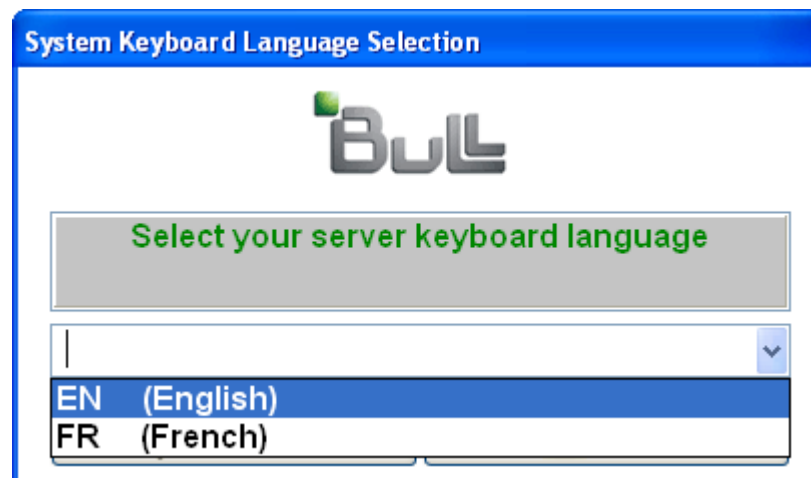 System Keyboard Language Selection
Bull
Select your server keyboard language
EN (English)
FR (French)